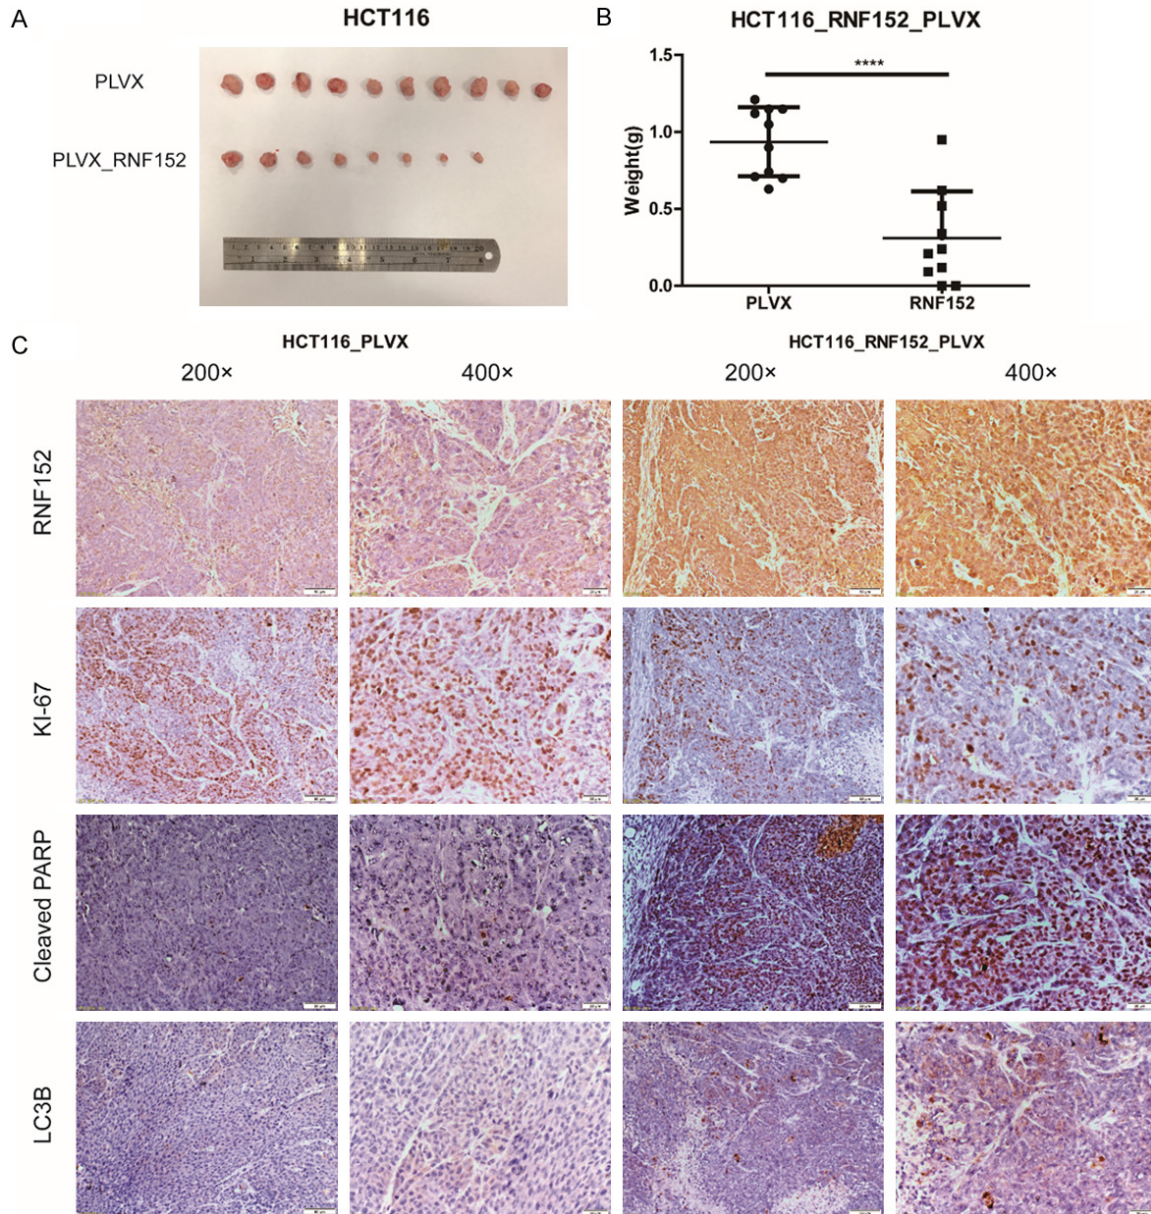 A
HCT116
PLVX
PLVX_RNF152
B
HCT116_RNF152_PLVX
****
Weight(g)
1.5
1.0
0.5
0.0
PLVX
RNF152
C
HCT116_PLVX
HCT116_RNF152_PLVX
200×
400×
200×
400×
RNF152
KI-67
Cleaved PARP
LC3B